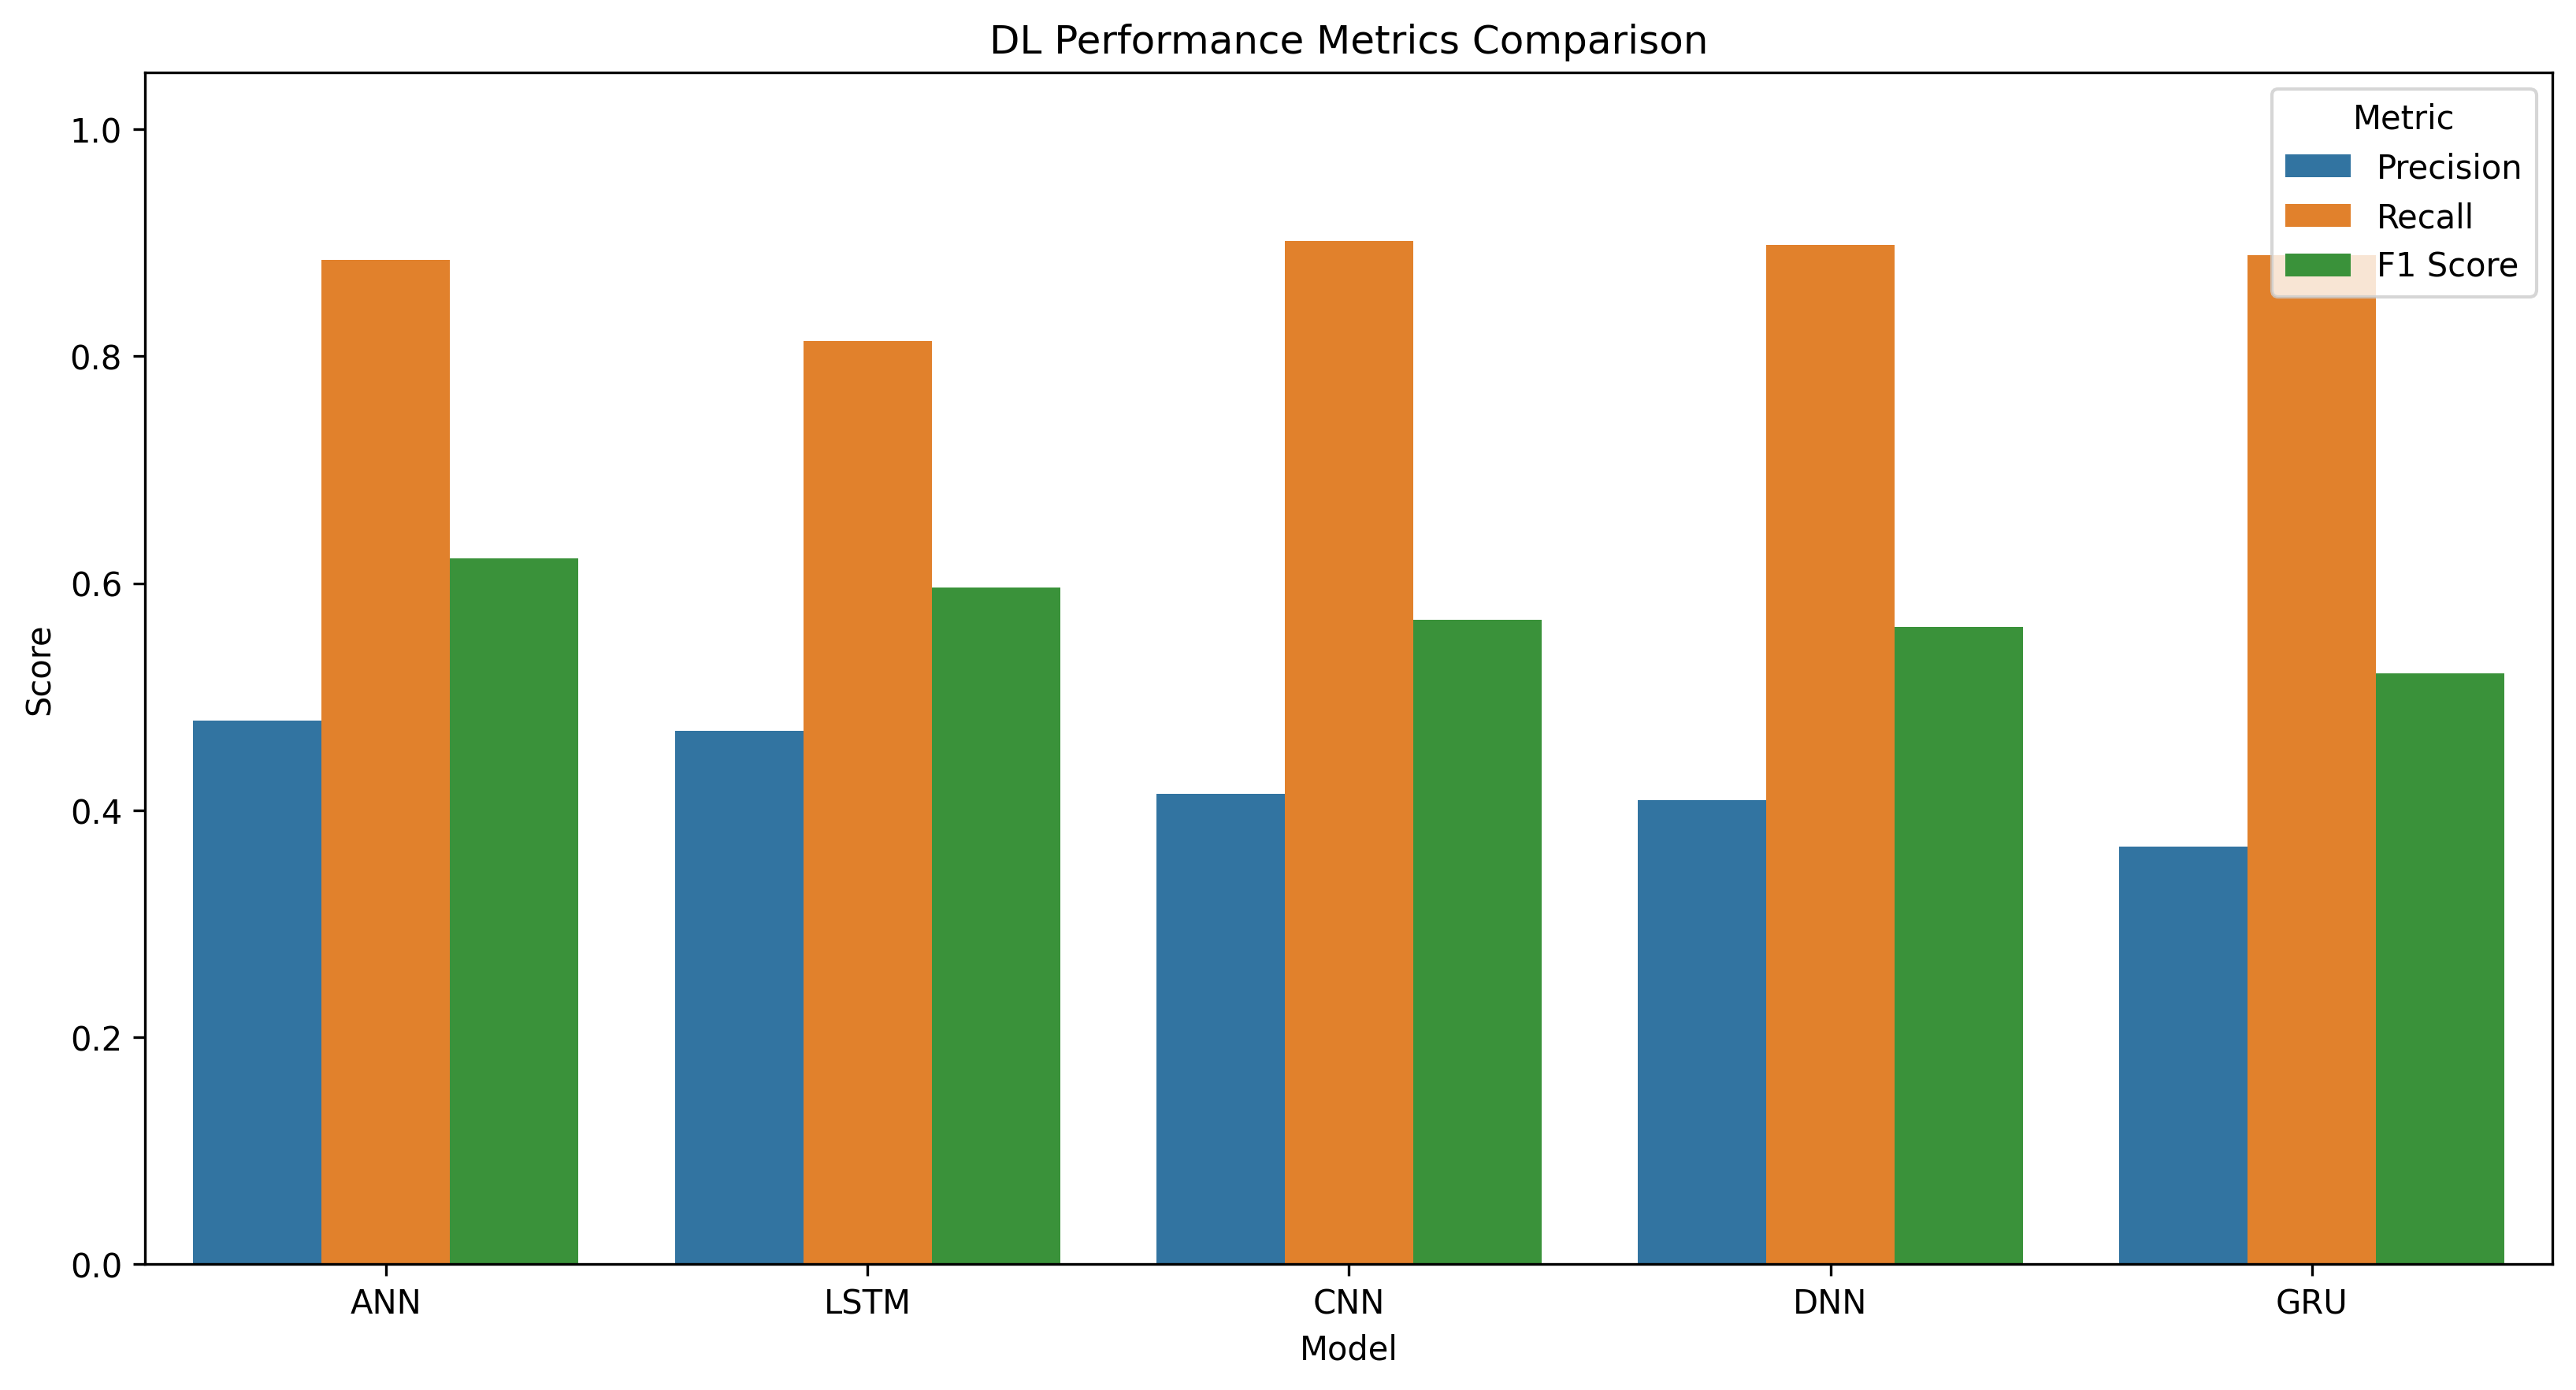 DL Performance Metrics Comparison
Metric
Precision
Recall
F1 Score
Score
1.0
0.8
0.6
0.4
0.2
0.0
ANN LSTM CNN DNN GRU
Model